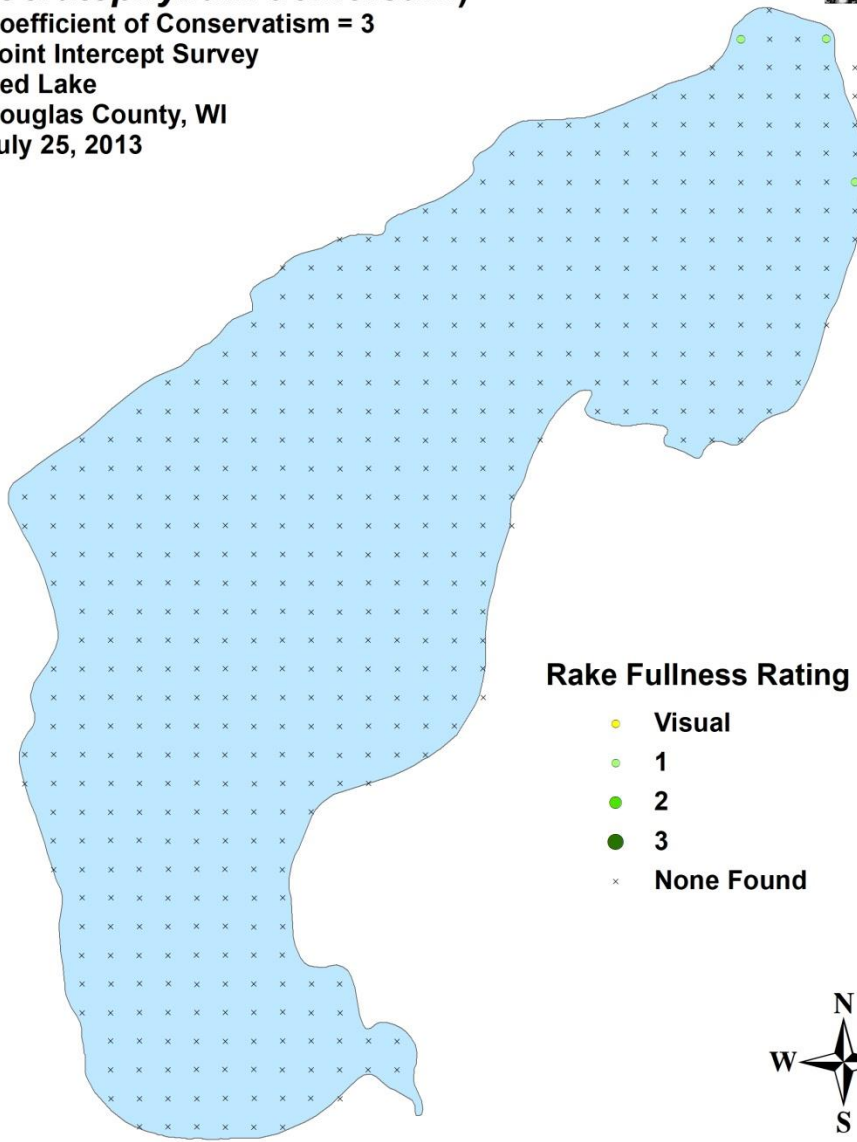 oefficient of Conservatism = 3
oint Intercept Survey
ed Lake
ouglas County, WI
uly 25, 2013
Rake Fullness Rating
Visual
1
2
3
None Found
N
W
S